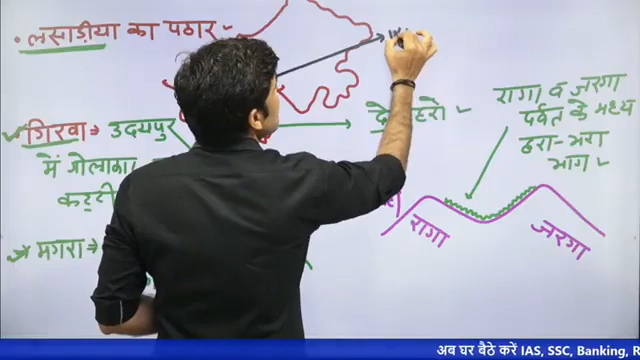 • लसाड़ीया का पठार
गिरवा ⇒ उदयपु
में गोलाका
मगरा ⇒
रागा व जरगा
पर्वत के मध्य
हरा-भरा
भाग
रागा
जरगा
अब घर बैठे करें IAS, SSC, Banking, R